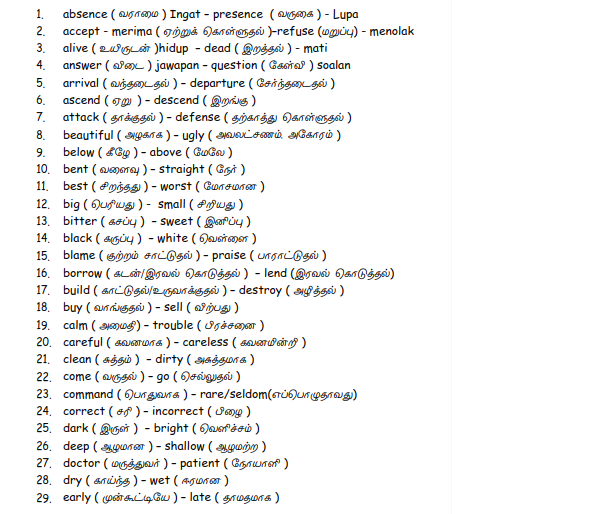 1. absence ( வராமை ) Ingat – presence ( வருகை ) - Lupa
2. accept - merima ( ஏற்றுக் கொள்ளுதல் )–refuse (மறுப்பு) - menolak
3. alive ( உயிருடன் )hidup – dead ( இறத்தல் ) - mati
4. answer ( விடை ) jawapan – question ( கேள்வி ) soalan
5. arrival ( வந்தடைதல் ) – departure ( சேர்ந்தடைதல் )
6. ascend ( ஏறு ) – descend ( இறங்கு )
7. attack ( தாக்குதல் ) – defense ( தற்காத்து கொள்ளுதல் )
8. beautiful ( அழகாக ) – ugly ( அவலட்சணம், அகோரம் )
9. below ( கீழே ) – above ( மேலே )
10. bent ( வளைவு ) – straight ( நேர் )
11. best ( சிறந்தது ) – worst ( மோசமான )
12. big ( பெரியது ) - small ( சிறியது )
13. bitter ( கசப்பு ) – sweet ( இனிப்பு )
14. black ( கருப்பு ) – white ( வெள்ளை )
15. blame ( குற்றம் சாட்டுதல் ) – praise ( பாராட்டுதல் )
16. borrow ( கடன்/இரவல் கொடுத்தல் ) – lend (இரவல் கொடுத்தல்)
17. build ( காட்டுதல்/உருவாக்குதல் ) – destroy ( அழித்தல் )
18. buy ( வாங்குதல் ) – sell ( விற்பது )
19. calm ( அமைதி) – trouble ( பிரச்சனை )
20. careful ( கவனமாக ) – careless ( கவனமின்றி )
21. clean ( சுத்தம் ) – dirty ( அசுத்தமாக )
22. come ( வருதல் ) – go ( செல்லுதல் )
23. command ( பொதுவாக ) – rare/seldom(எப்பொழுதாவது)
24. correct ( சரி ) – incorrect ( பிழை )
25. dark ( இருள் ) – bright ( வெளிச்சம் )
26. deep ( ஆழமான ) – shallow ( ஆழமற்ற )
27. doctor ( மருத்துவர் ) – patient ( நோயாளி )
28. dry ( காய்ந்த ) – wet ( ஈரமான )
29. early ( முன்கூட்டியே ) – late ( தாமதமாக )